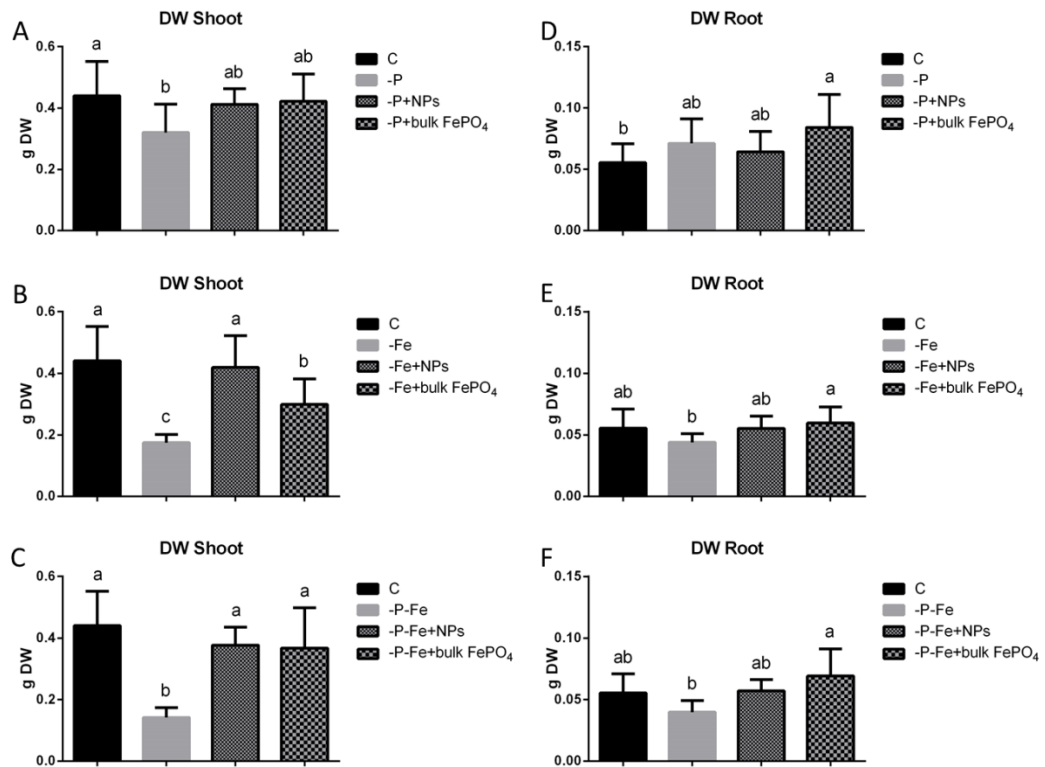 A
DW Shoot
g DW
0.6
0.4
0.2
0.0
a
b
ab
ab
C
-P
-P+NPs
-P+bulk FePO₄
D
DW Root
g DW
0.15
0.10
0.05
0.00
b
ab
ab
a
C
-P
-P+NPs
-P+bulk FePO₄
B
DW Shoot
g DW
0.6
0.4
0.2
0.0
a
c
a
b
C
-Fe
-Fe+NPs
-Fe+bulk FePO₄
E
DW Root
g DW
0.15
0.10
0.05
0.00
ab
b
ab
a
C
-Fe
-Fe+NPs
-Fe+bulk FePO₄
C
DW Shoot
g DW
0.6
0.4
0.2
0.0
a
b
a
a
C
-P-Fe
-P-Fe+NPs
-P-Fe+bulk FePO₄
F
DW Root
g DW
0.15
0.10
0.05
0.00
ab
b
ab
a
C
-P-Fe
-P-Fe+NPs
-P-Fe+bulk FePO₄